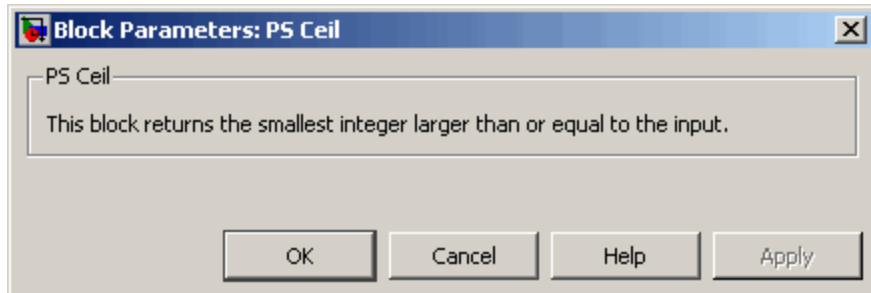 Block Parameters: PS Ceil
PS Ceil
This block returns the smallest integer larger than or equal to the input.
OK Cancel Help Apply